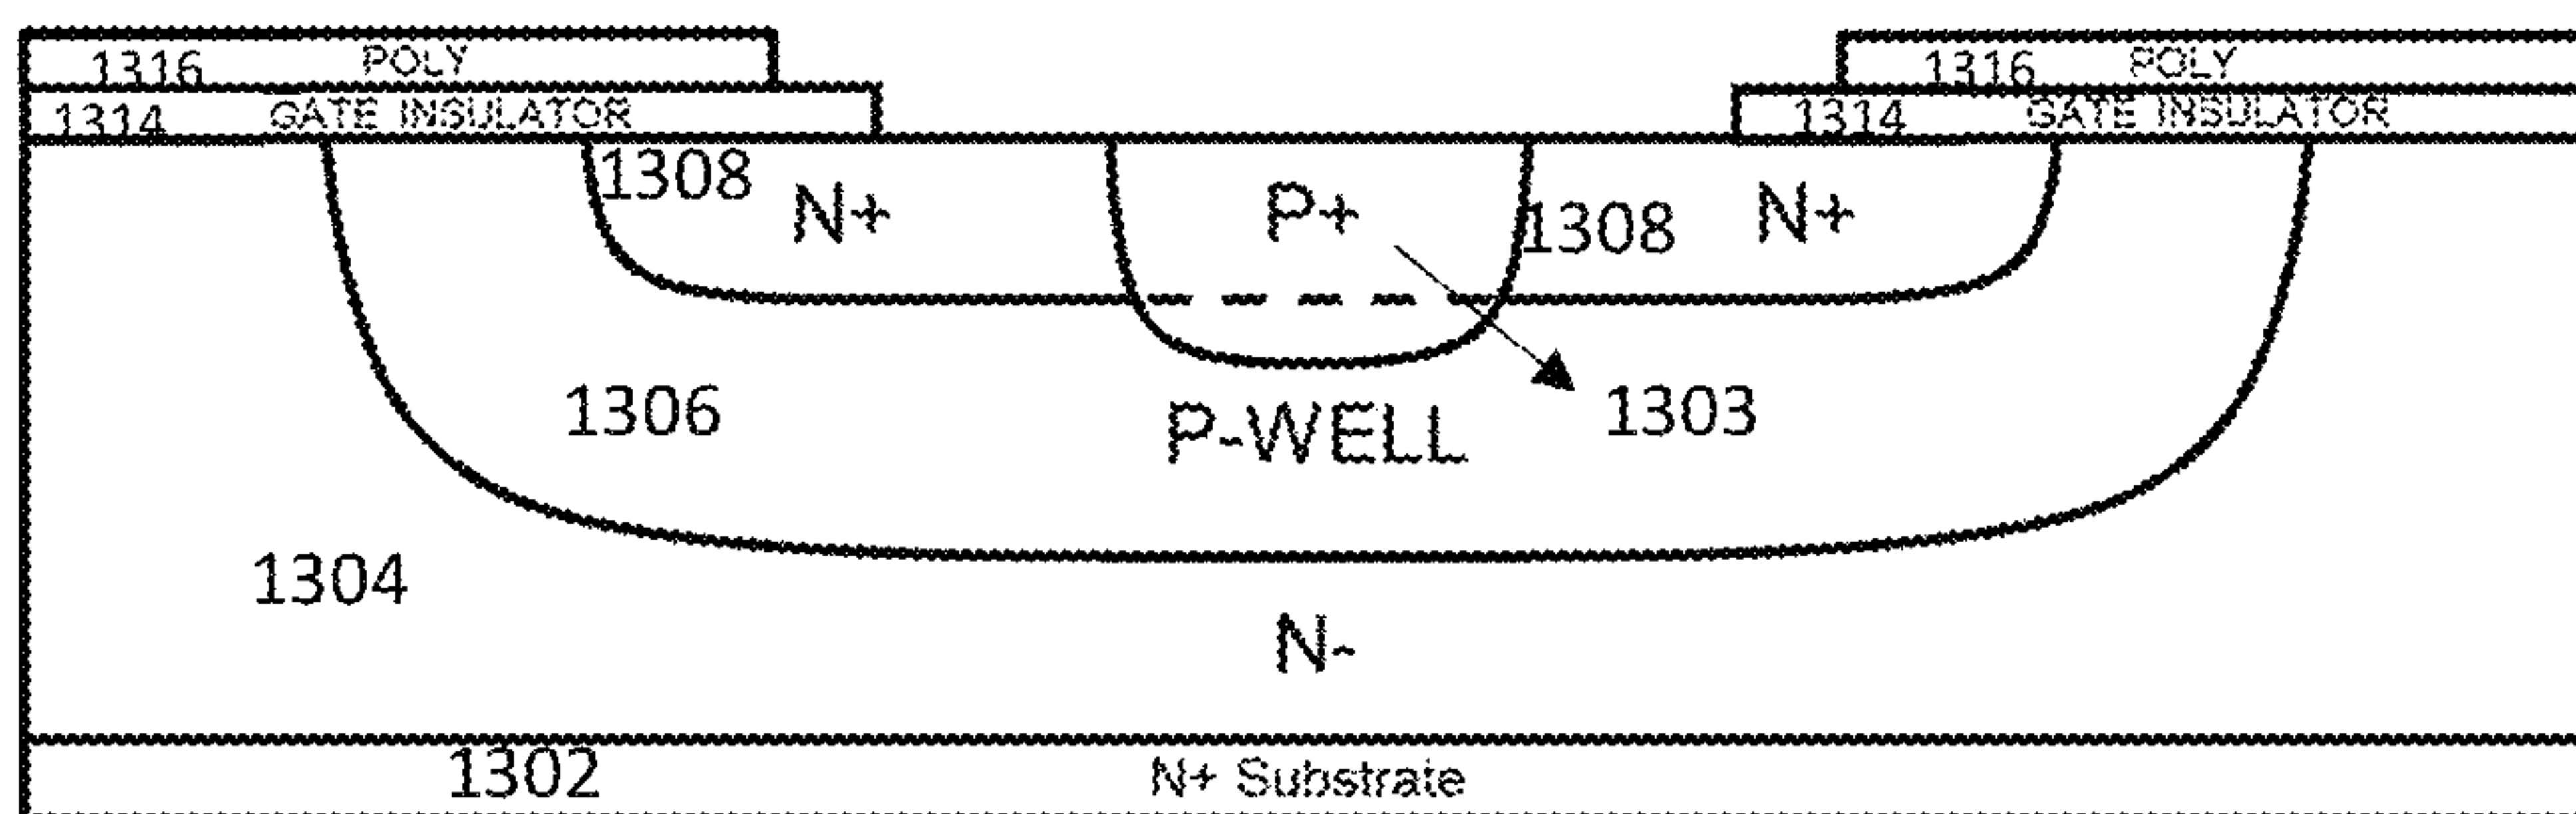 1316 POLY 1316 POLY
1314 GATE INSULATOR 1314 GATE INSULATOR
1308 N+ P+ 1308 N+
1306 P-WELL 1303
1304
N-
1302 N+ Substrate